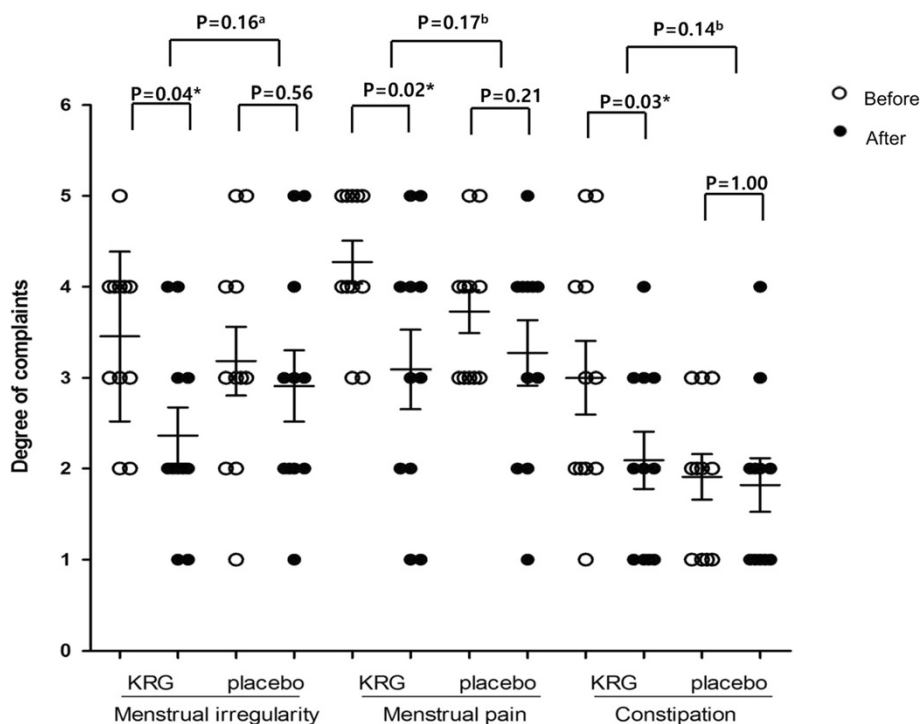 P=0.16ᵃ P=0.17ᵇ P=0.14ᵇ
P=0.04* P=0.56 P=0.02* P=0.21 P=0.03*
P=1.00
Before
After
Degree of complaints
6
5
4
3
2
1
0
KRG placebo KRG placebo KRG placebo
Menstrual irregularity Menstrual pain Constipation